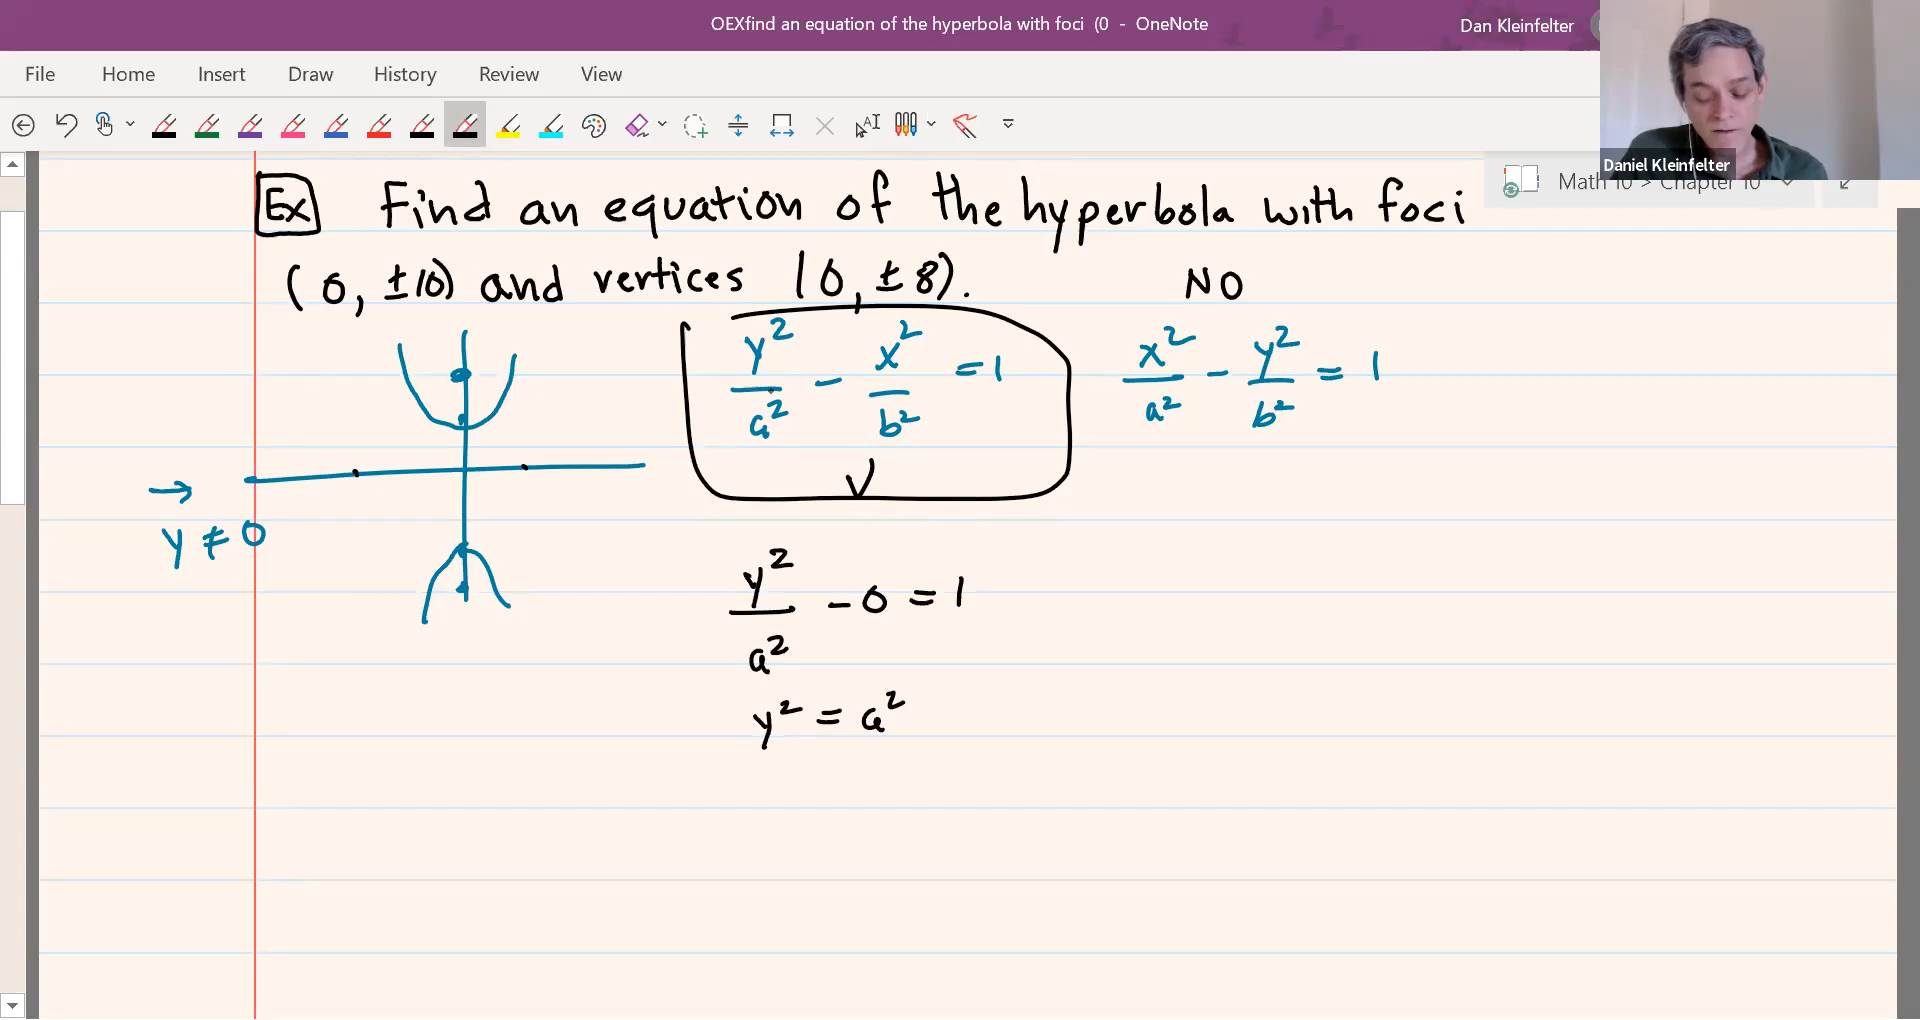 OEXfind an equation of the hyperbola with foci (0 - OneNote
Dan Kleinfelter
File Home Insert Draw History Review View
Daniel Kleinfelter
Math 10 > Chapter 10
Ex Find an equation of the hyperbola with foci
(0, ±10) and vertices (0, ±8).
NO
y²/a² - x²/b² = 1
x²/a² - y²/b² = 1
→
y ≠ 0
y²/a² - 0 = 1
y² = a²